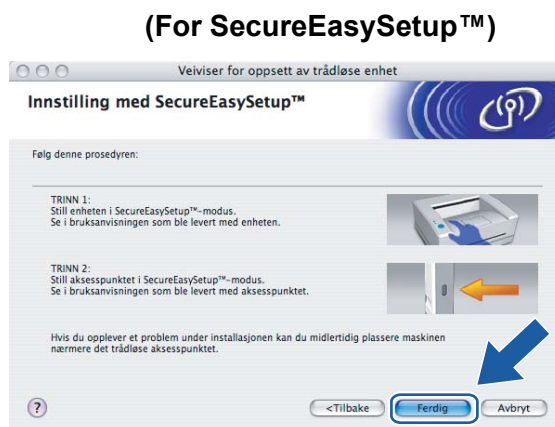 (For SecureEasySetup™)
Veiviser for oppsett av trådløse enhet
Innstilling med SecureEasySetup™
Følg denne prosedyren:
TRINN 1:
Still enheten i SecureEasySetup™-modus.
Se i bruksanvisningen som ble levert med enheten.
TRINN 2:
Still aksesspunktet i SecureEasySetup™-modus.
Se i bruksanvisningen som ble levert med aksesspunktet.
Hvis du opplever et problem under installasjonen kan du midlertidig plassere maskinen
nærmere det trådløse aksesspunktet.
? <Tilbake Ferdig Avbryt